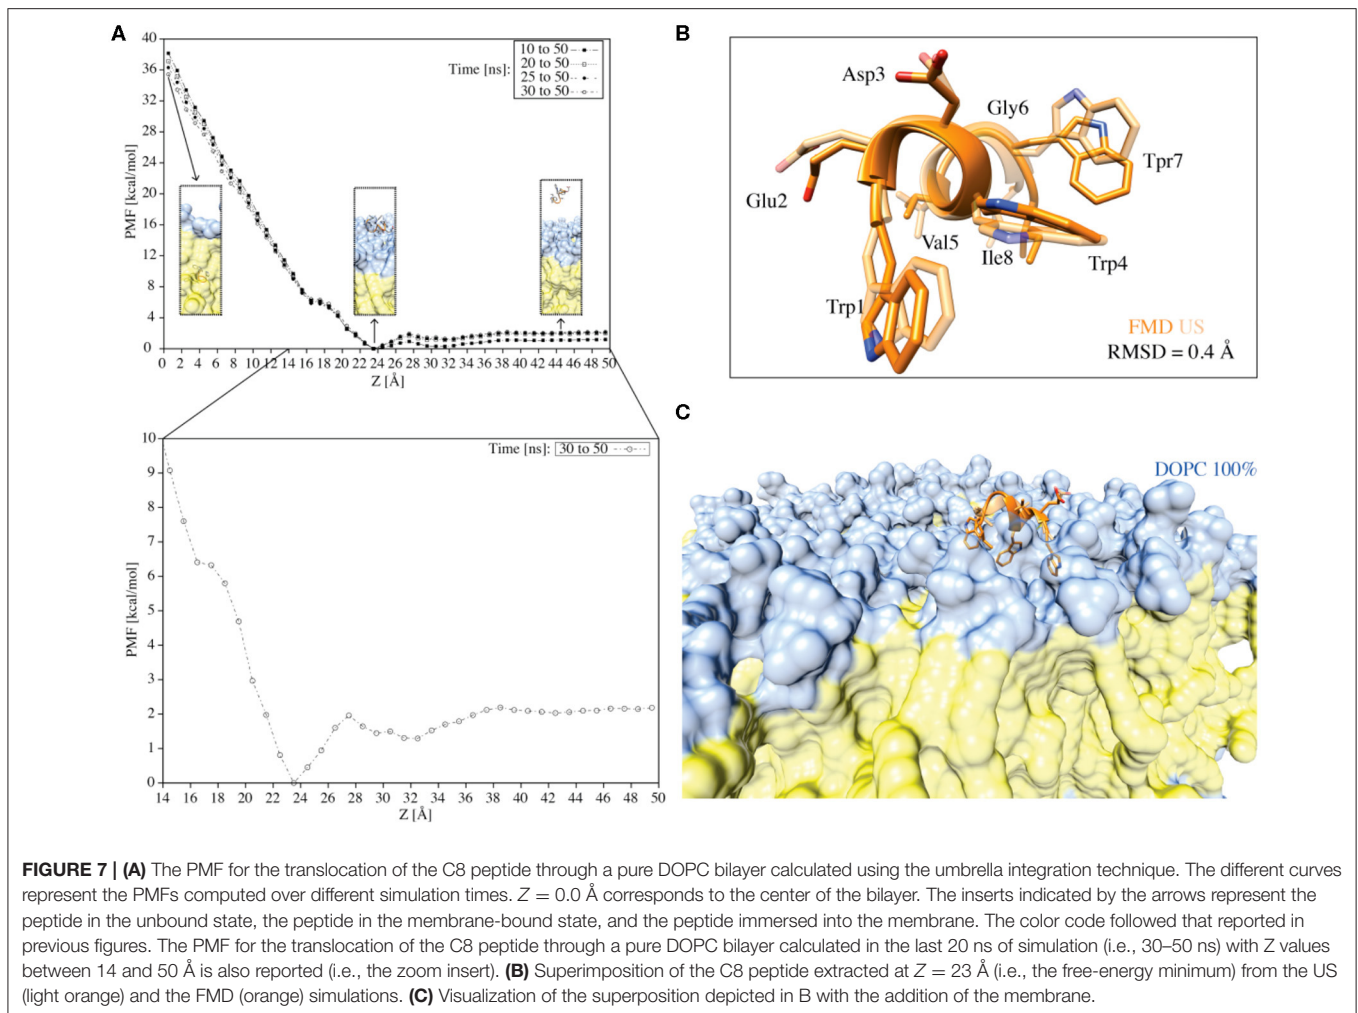 A
40
36
32
28
24
20
16
12
8
4
0
PMF [kcal/mol]
Time [ns]:
10 to 50
20 to 50
25 to 50
30 to 50
0 2 4 6 8 10 12 14 16 18 20 22 24 26 28 30 32 34 36 38 40 42 44 46 48 50
Z [Å]
10
9
8
7
6
5
4
3
2
1
0
PMF [kcal/mol]
Time [ns]: 30 to 50
14 16 18 20 22 24 26 28 30 32 34 36 38 40 42 44 46 48 50
Z [Å]
B
Asp3
Gly6
Tpr7
Glu2
Val5
Ile8
Trp4
Trp1
FMD US
RMSD = 0.4 Å
C
DOPC 100%
FIGURE 7 | (A) The PMF for the translocation of the C8 peptide through a pure DOPC bilayer calculated using the umbrella integration technique. The different curves
represent the PMFs computed over different simulation times. Z = 0.0 Å corresponds to the center of the bilayer. The inserts indicated by the arrows represent the
peptide in the unbound state, the peptide in the membrane-bound state, and the peptide immersed into the membrane. The color code followed that reported in
previous figures. The PMF for the translocation of the C8 peptide through a pure DOPC bilayer calculated in the last 20 ns of simulation (i.e., 30–50 ns) with Z values
between 14 and 50 Å is also reported (i.e., the zoom insert). (B) Superimposition of the C8 peptide extracted at Z = 23 Å (i.e., the free-energy minimum) from the US
(light orange) and the FMD (orange) simulations. (C) Visualization of the superposition depicted in B with the addition of the membrane.